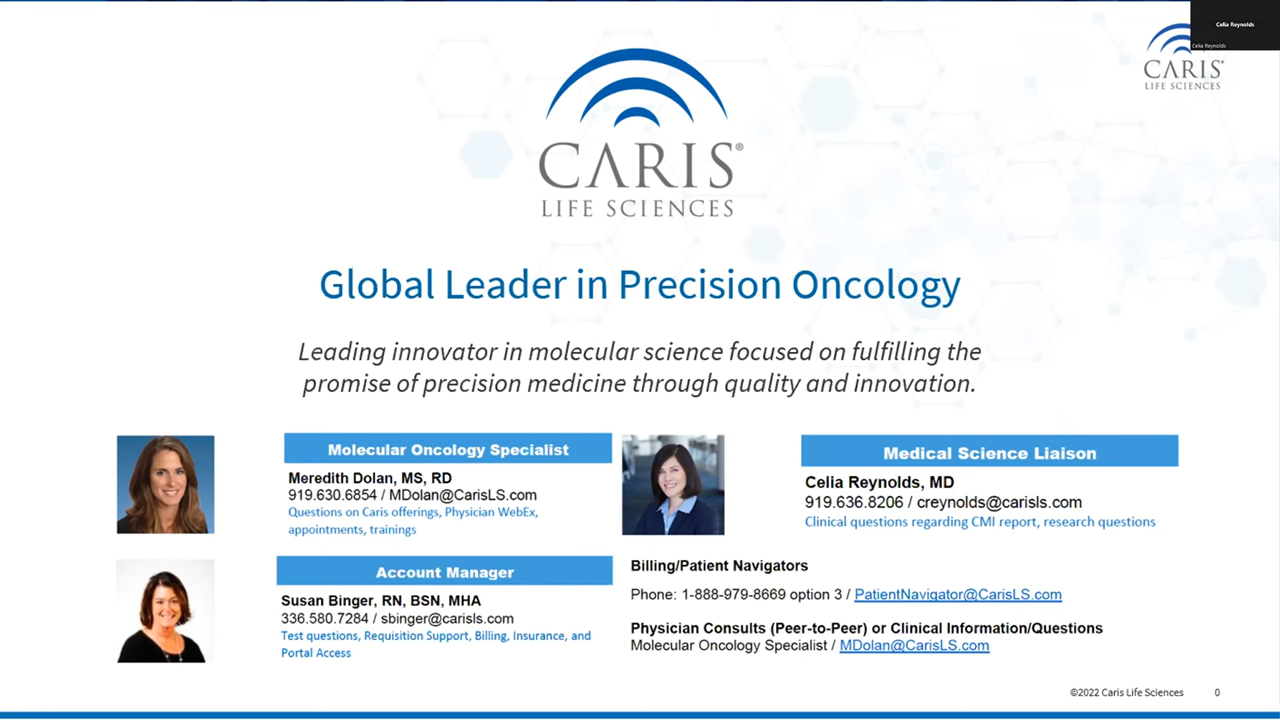 Celia Reynolds
Celia Reynolds
CARIS®
LIFE SCIENCES
CARIS®
LIFE SCIENCES
Global Leader in Precision Oncology
Leading innovator in molecular science focused on fulfilling the
promise of precision medicine through quality and innovation.
Molecular Oncology Specialist
Meredith Dolan, MS, RD
919.630.6854 / MDolan@CarisLS.com
Questions on Caris offerings, Physician WebEx,
appointments, trainings
Medical Science Liaison
Celia Reynolds, MD
919.636.8206 / creynolds@carisls.com
Clinical questions regarding CMI report, research questions
Account Manager
Susan Binger, RN, BSN, MHA
336.580.7284 / sbinger@carisls.com
Test questions, Requisition Support, Billing, Insurance, and
Portal Access
Billing/Patient Navigators
Phone: 1-888-979-8669 option 3 / PatientNavigator@CarisLS.com
Physician Consults (Peer-to-Peer) or Clinical Information/Questions
Molecular Oncology Specialist / MDolan@CarisLS.com
©2022 Caris Life Sciences 0